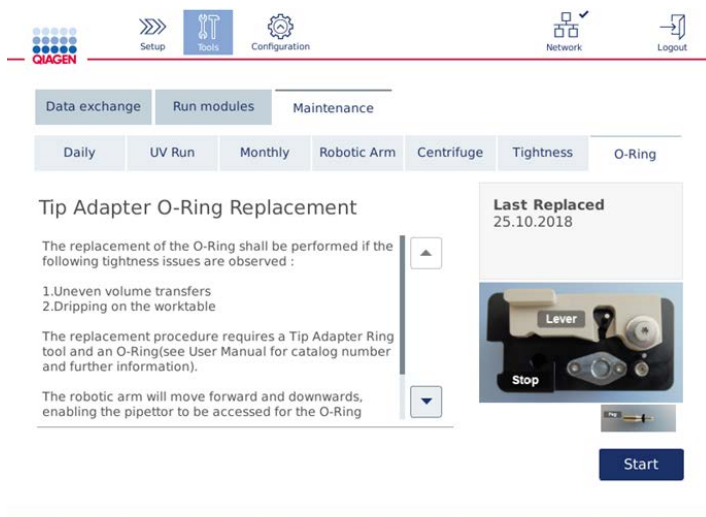 QIAGEN
Setup
Tools
Configuration
Network
Logout
Data exchange
Run modules
Maintenance
Daily
UV Run
Monthly
Robotic Arm
Centrifuge
Tightness
O-Ring
Tip Adapter O-Ring Replacement
The replacement of the O-Ring shall be performed if the
following tightness issues are observed :
1.Uneven volume transfers
2.Dripping on the worktable
The replacement procedure requires a Tip Adapter Ring
tool and an O-Ring(see User Manual for catalog number
and further information).
The robotic arm will move forward and downwards,
enabling the pipettor to be accessed for the O-Ring
Last Replaced
25.10.2018
Lever
Stop
Peg
Start